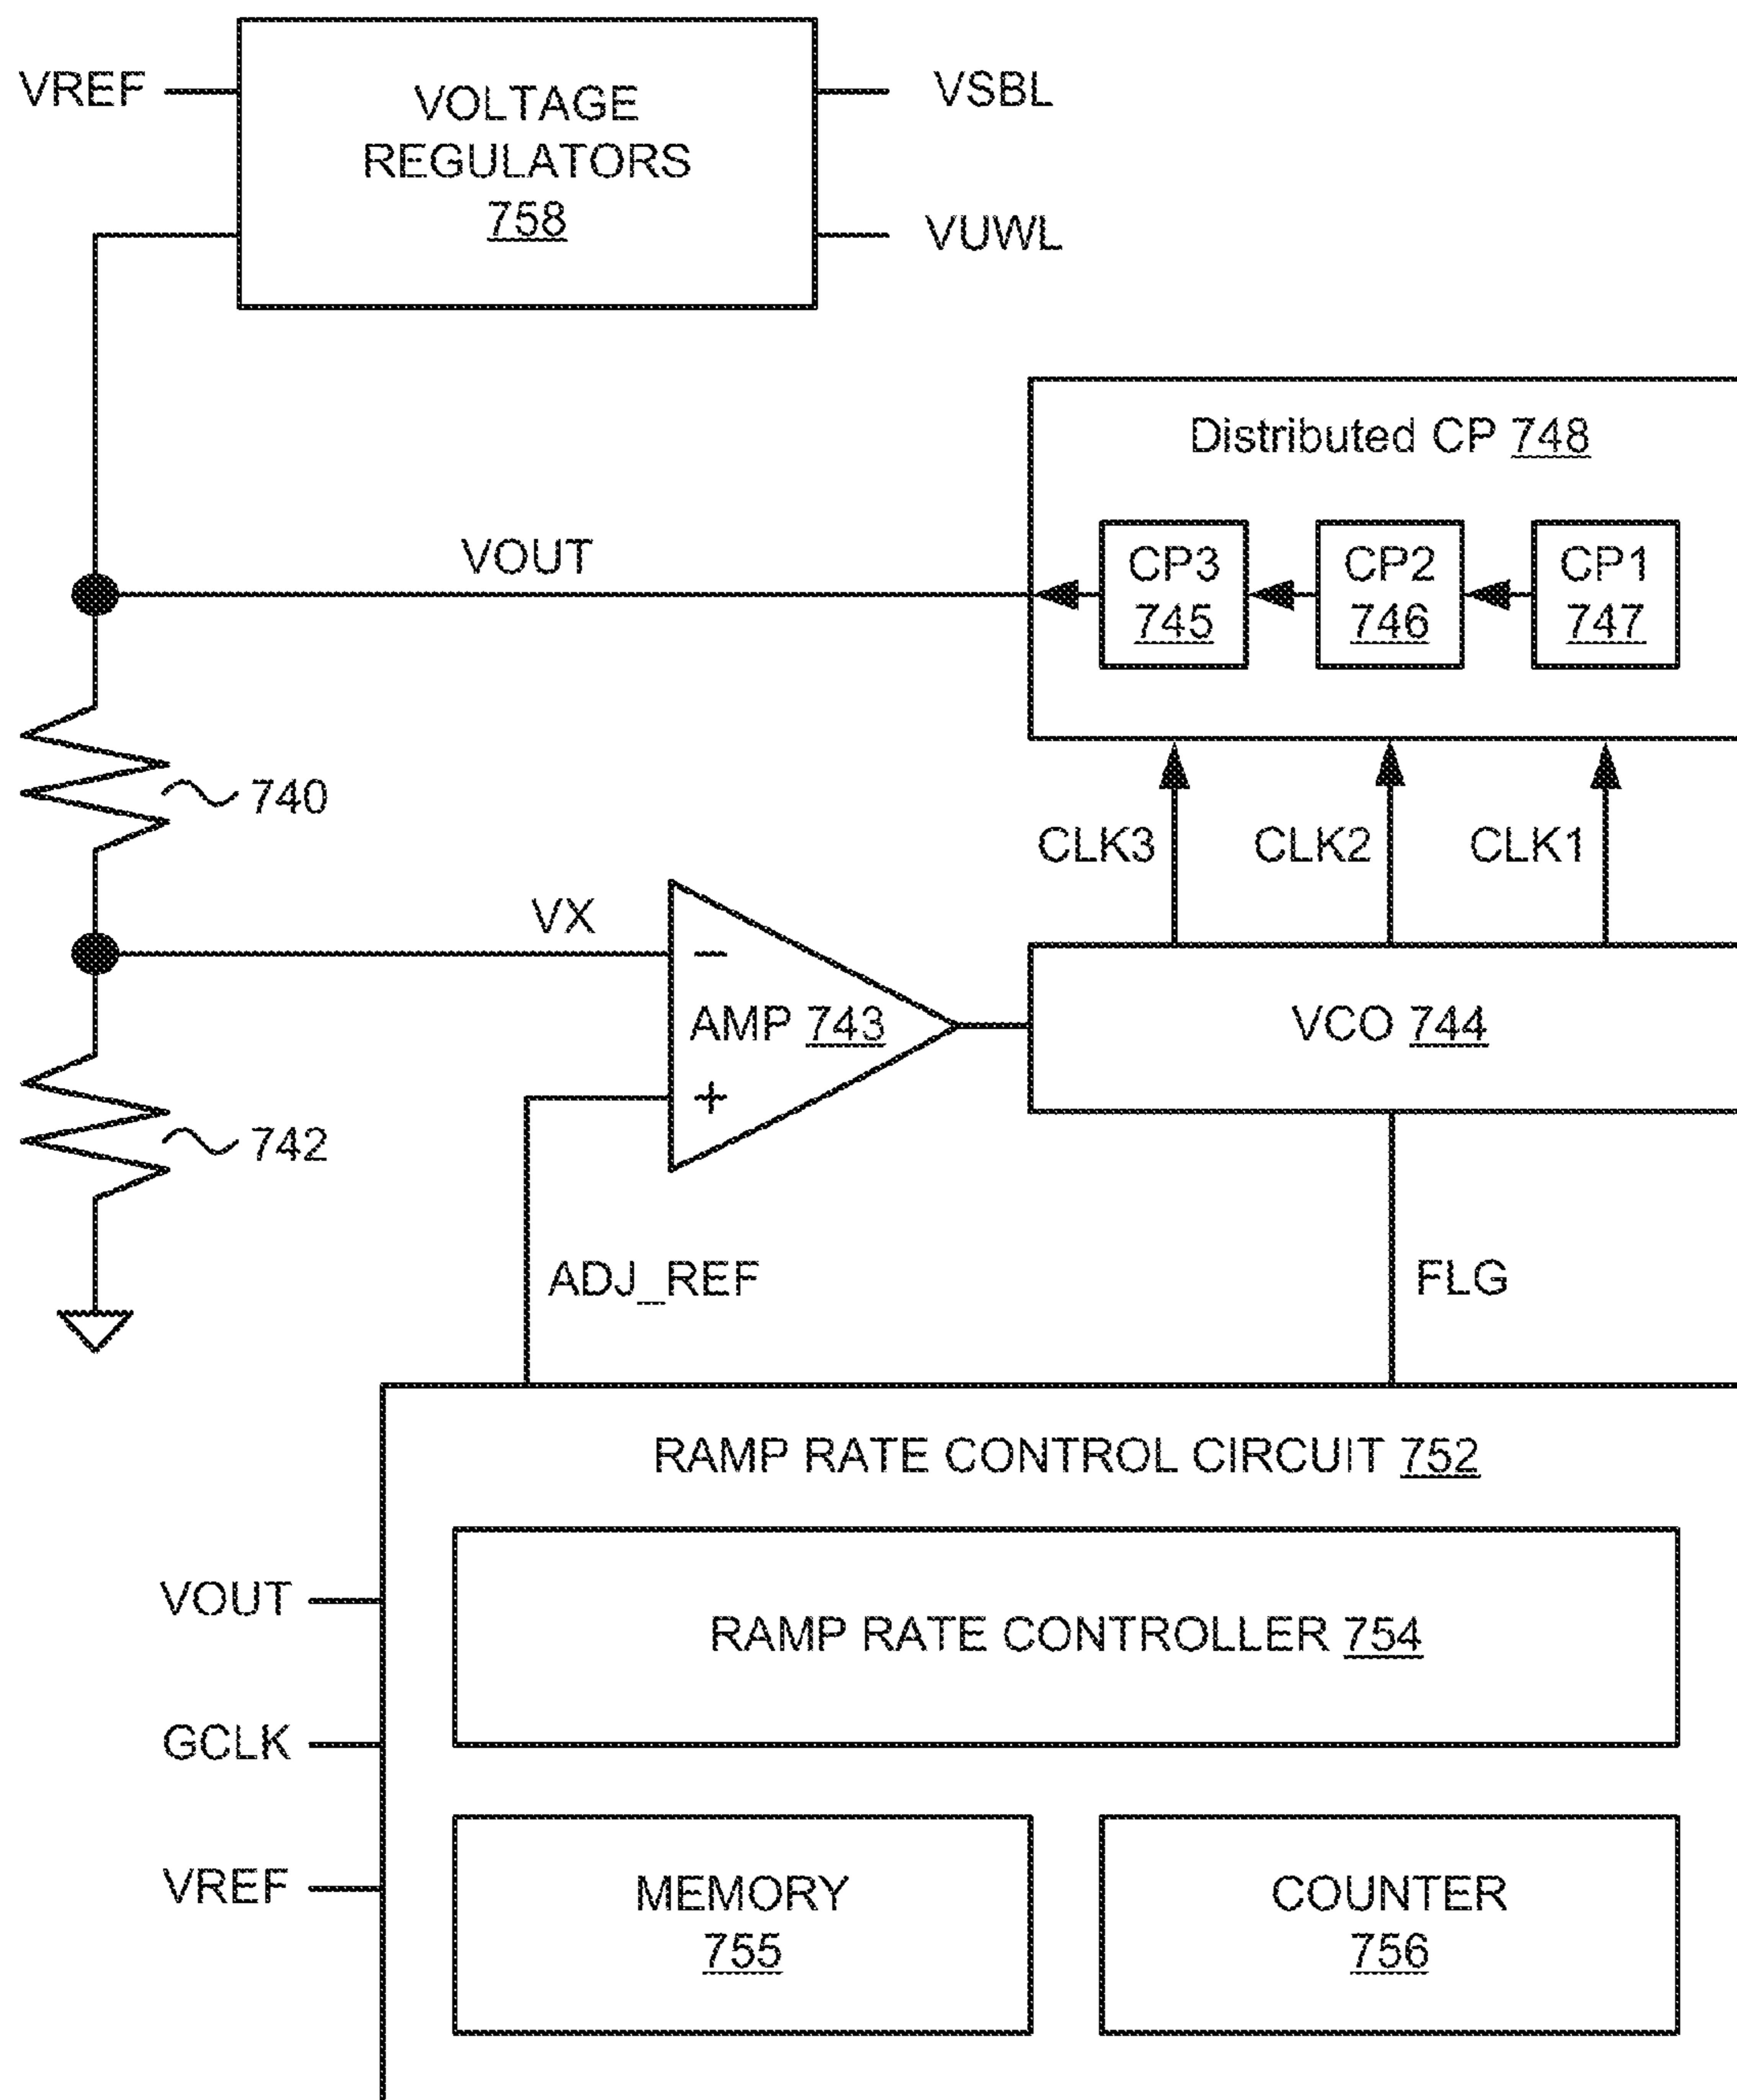 VREF
VOLTAGE
REGULATORS
758
VSBL
VUWL
Distributed CP 748
VOUT
CP3
745
CP2
746
CP1
747
740
CLK3
CLK2
CLK1
VX
−
AMP 743
+
VCO 744
742
ADJ_REF
FLG
RAMP RATE CONTROL CIRCUIT 752
VOUT
RAMP RATE CONTROLLER 754
GCLK
VREF
MEMORY
755
COUNTER
756